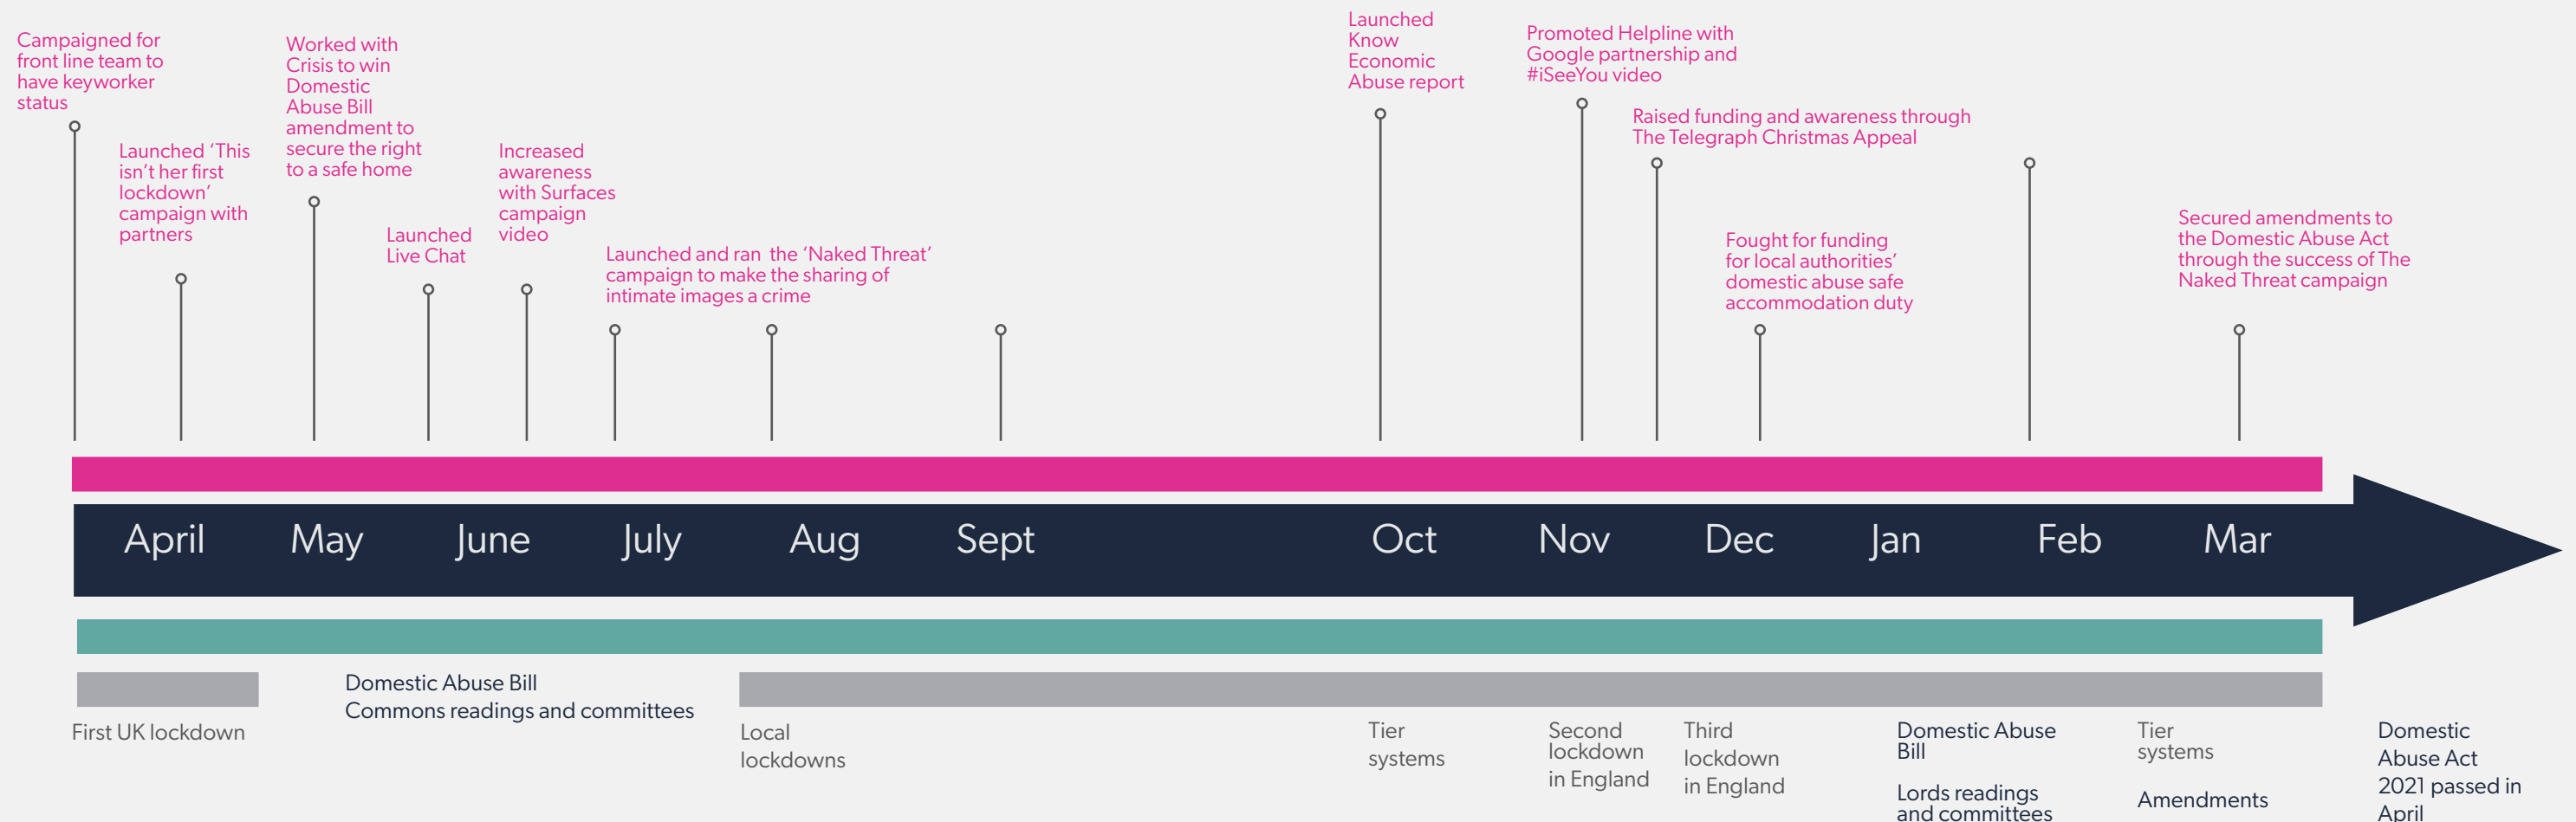 Campaigned for
front line team to
have keyworker
status
Launched ‘This
isn’t her first
lockdown’
campaign with
partners
Worked with
Crisis to win
Domestic
Abuse Bill
amendment to
secure the right
to a safe home
Launched
Live Chat
Increased
awareness
with Surfaces
campaign
video
Launched and ran the ‘Naked Threat’
campaign to make the sharing of
intimate images a crime
Launched
Know
Economic
Abuse report
Promoted Helpline with
Google partnership and
#iSeeYou video
Raised funding and awareness through
The Telegraph Christmas Appeal
Fought for funding
for local authorities’
domestic abuse safe
accommodation duty
Secured amendments to
the Domestic Abuse Act
through the success of The
Naked Threat campaign
April May June July Aug Sept Oct Nov Dec Jan Feb Mar
First UK lockdown
Domestic Abuse Bill
Commons readings and committees
Local
lockdowns
Tier
systems
Second
lockdown
in England
Third
lockdown
in England
Domestic Abuse
Bill
Lords readings
and committees
Tier
systems
Amendments
Domestic
Abuse Act
2021 passed in
April